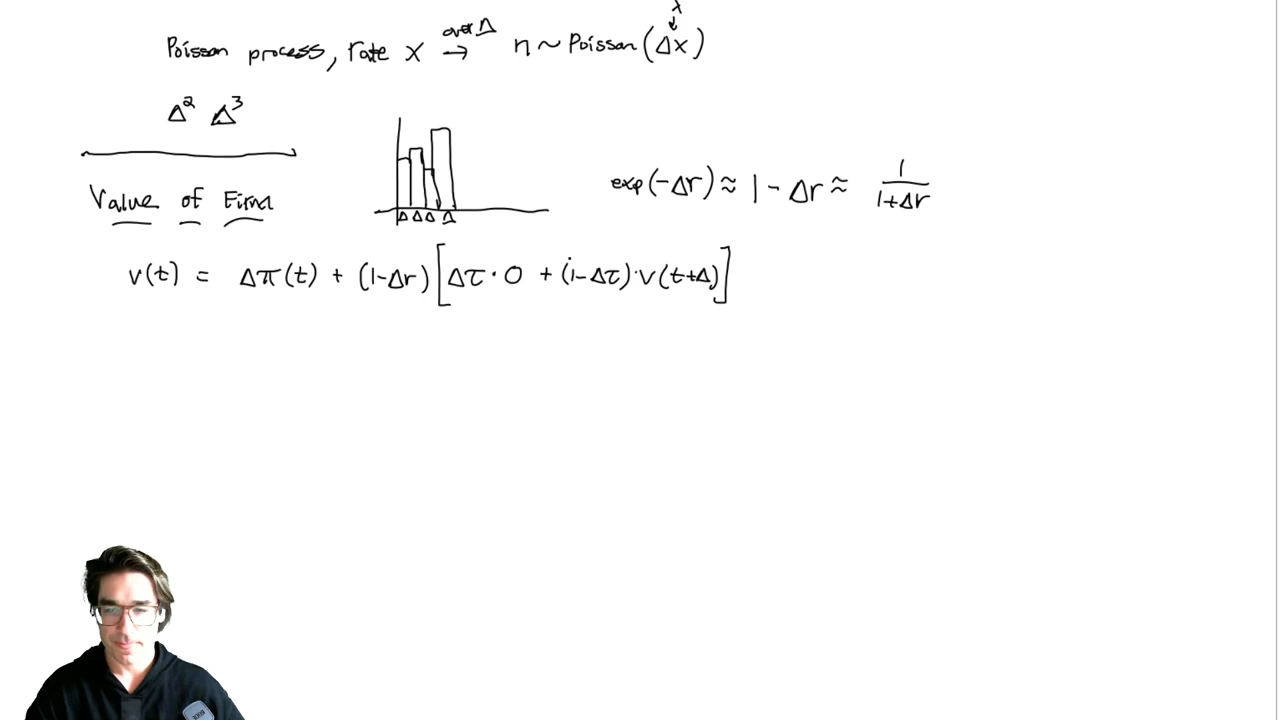 λ
over Δ
Poisson process, rate x → n ~ Poisson(Δx)
Δ² Δ³
Value of Firm
Δ Δ Δ Δ
exp(-Δr) ≈ 1 - Δr ≈ 1/(1+Δr)
v(t) = Δπ(t) + (1-Δr)[Δτ·0 + (1-Δτ)·v(t+Δ)]